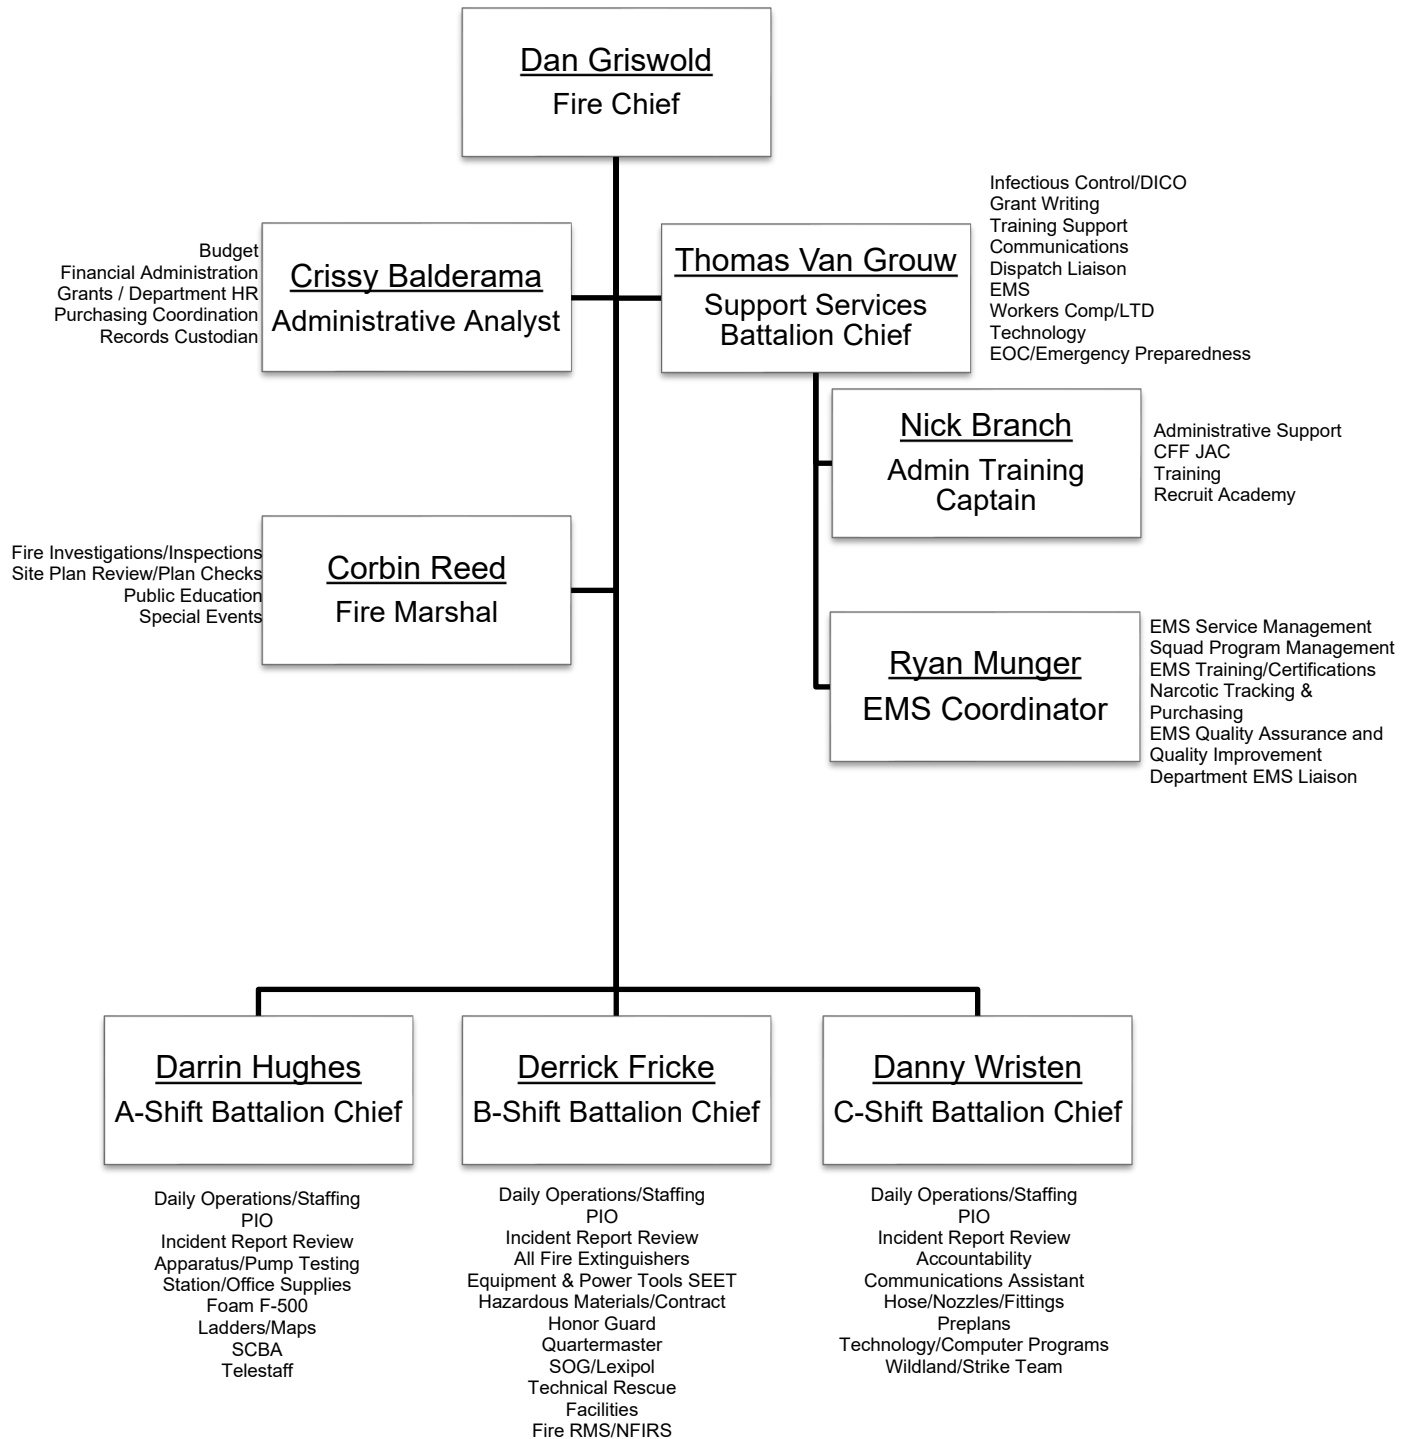 Dan Griswold
Fire Chief
Budget
Financial Administration
Grants / Department HR
Purchasing Coordination
Records Custodian
Crissy Balderama
Administrative Analyst
Thomas Van Grouw
Support Services
Battalion Chief
Infectious Control/DICO
Grant Writing
Training Support
Communications
Dispatch Liaison
EMS
Workers Comp/LTD
Technology
EOC/Emergency Preparedness
Nick Branch
Admin Training
Captain
Administrative Support
CFF JAC
Training
Recruit Academy
Fire Investigations/Inspections
Site Plan Review/Plan Checks
Public Education
Special Events
Corbin Reed
Fire Marshal
Ryan Munger
EMS Coordinator
EMS Service Management
Squad Program Management
EMS Training/Certifications
Narcotic Tracking &
Purchasing
EMS Quality Assurance and
Quality Improvement
Department EMS Liaison
Darrin Hughes
A-Shift Battalion Chief
Daily Operations/Staffing
PIO
Incident Report Review
Apparatus/Pump Testing
Station/Office Supplies
Foam F-500
Ladders/Maps
SCBA
Telestaff
Derrick Fricke
B-Shift Battalion Chief
Daily Operations/Staffing
PIO
Incident Report Review
All Fire Extinguishers
Equipment & Power Tools SEET
Hazardous Materials/Contract
Honor Guard
Quartermaster
SOG/Lexipol
Technical Rescue
Facilities
Fire RMS/NFIRS
Danny Wristen
C-Shift Battalion Chief
Daily Operations/Staffing
PIO
Incident Report Review
Accountability
Communications Assistant
Hose/Nozzles/Fittings
Preplans
Technology/Computer Programs
Wildland/Strike Team